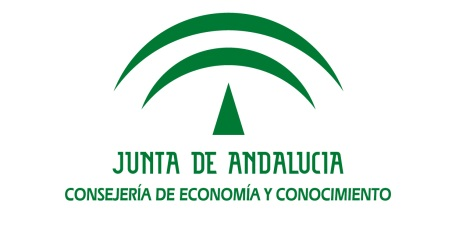 JUNTA DE ANDALUCIA
CONSEJERÍA DE ECONOMÍA Y CONOCIMIENTO